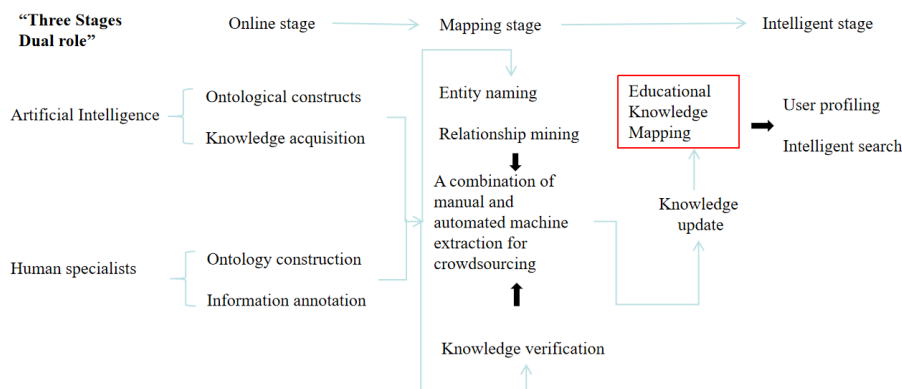 “Three Stages
Dual role”
Online stage
Mapping stage
Intelligent stage
Artificial Intelligence
Ontological constructs
Knowledge acquisition
Human specialists
Ontology construction
Information annotation
Entity naming
Relationship mining
A combination of
manual and
automated machine
extraction for
crowdsourcing
Knowledge verification
Educational
Knowledge
Mapping
Knowledge
update
User profiling
Intelligent search